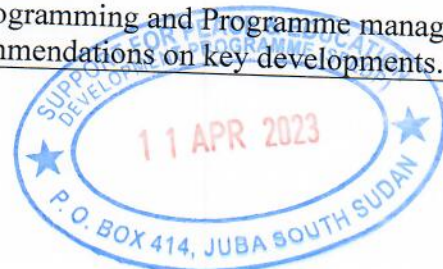 ogramming and Programme manag
mmendations on key developments.
SUPPORT FOR PEACE EDUCATION
DEVELOPMENT PROGRAMME
11 APR 2023
P. O. BOX 414, JUBA SOUTH SUDAN